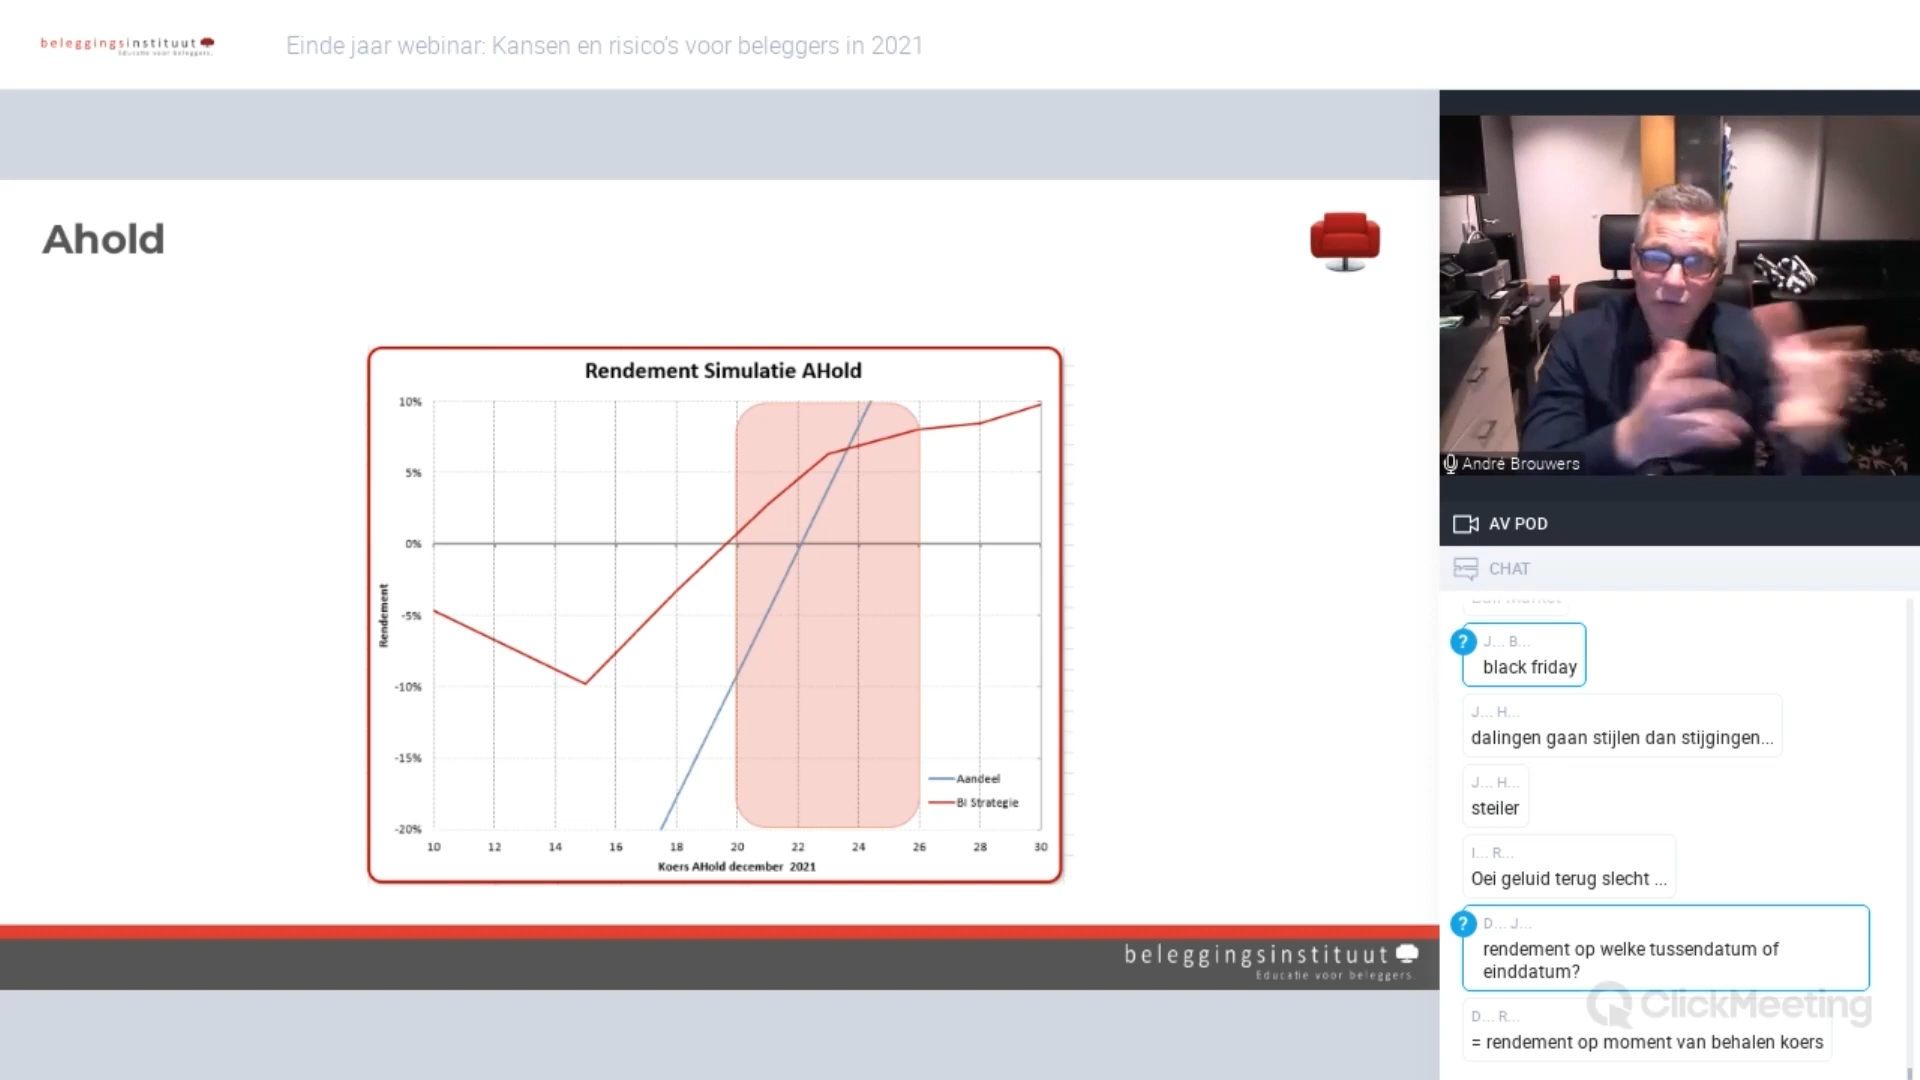 beleggingsinstituut
Educatie voor beleggers.
Einde jaar webinar: Kansen en risico's voor beleggers in 2021
Ahold
Rendement Simulatie AHold
10%
5%
0%
-5%
-10%
-15%
-20%
Rendement
10 12 14 16 18 20 22 24 26 28 30
Koers AHold december 2021
Aandeel
BI Strategie
beleggingsinstituut
Educatie voor beleggers.
André Brouwers
AV POD
CHAT
? J... B...
black friday
J... H...
dalingen gaan stijlen dan stijgingen...
J... H...
steiler
I... R...
Oei geluid terug slecht ...
? D... J...
rendement op welke tussendatum of
einddatum?
D... R...
= rendement op moment van behalen koers
ClickMeeting